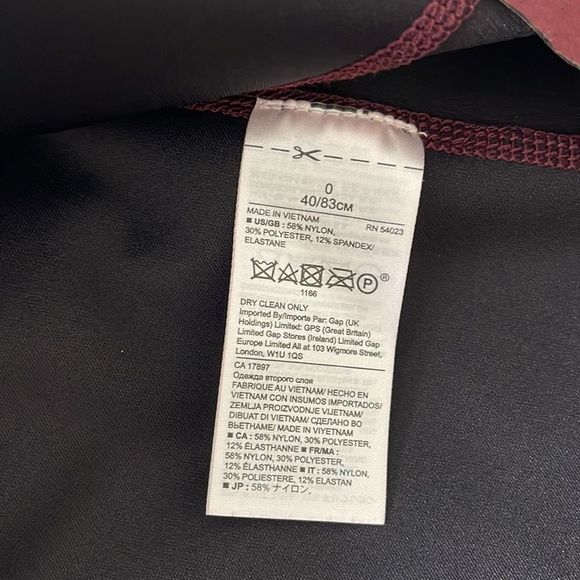 0
40/83CM
MADE IN VIETNAM RN 54023
■ US/GB : 58% NYLON,
30% POLYESTER, 12% SPANDEX/
ELASTANE
P ®
1166
DRY CLEAN ONLY
Imported By/Importe Par: Gap (UK
Holdings) Limited: GPS (Great Britain)
Limited Gap Stores (Ireland) Limited Gap
Europe Limited All at 103 Wigmore Street,
London, W1U 1QS
CA 17897
Одежда второго слоя
FABRIQUE AU VIETNAM/ HECHO EN
VIETNAM CON INSUMOS IMPORTADOS/
ZEMLJA PROIZVODNJE VIJETNAM/
DIBUAT DI VIETNAM/ СДЕЛАНО ВО
ВЬЕТНАМЕ/ MADE IN VIYETNAM
■ CA : 58% NYLON, 30% POLYESTER,
12% ÉLASTHANNE ■ FR/MA :
58% NYLON, 30% POLYESTER,
12% ÉLASTHANNE ■ IT : 58% NYLON,
30% POLIESTERE, 12% ELASTAN
■ JP : 58% ナイロン,